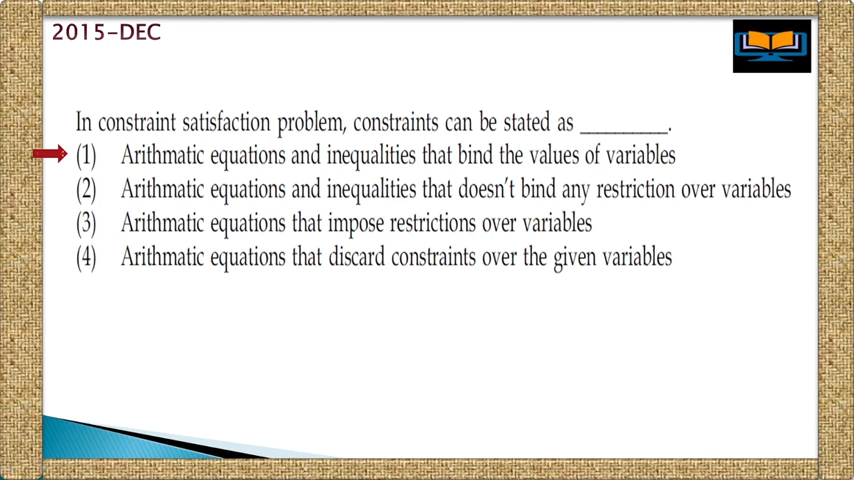 2015-DEC
In constraint satisfaction problem, constraints can be stated as __________.
(1) Arithmatic equations and inequalities that bind the values of variables
(2) Arithmatic equations and inequalities that doesn't bind any restriction over variables
(3) Arithmatic equations that impose restrictions over variables
(4) Arithmatic equations that discard constraints over the given variables